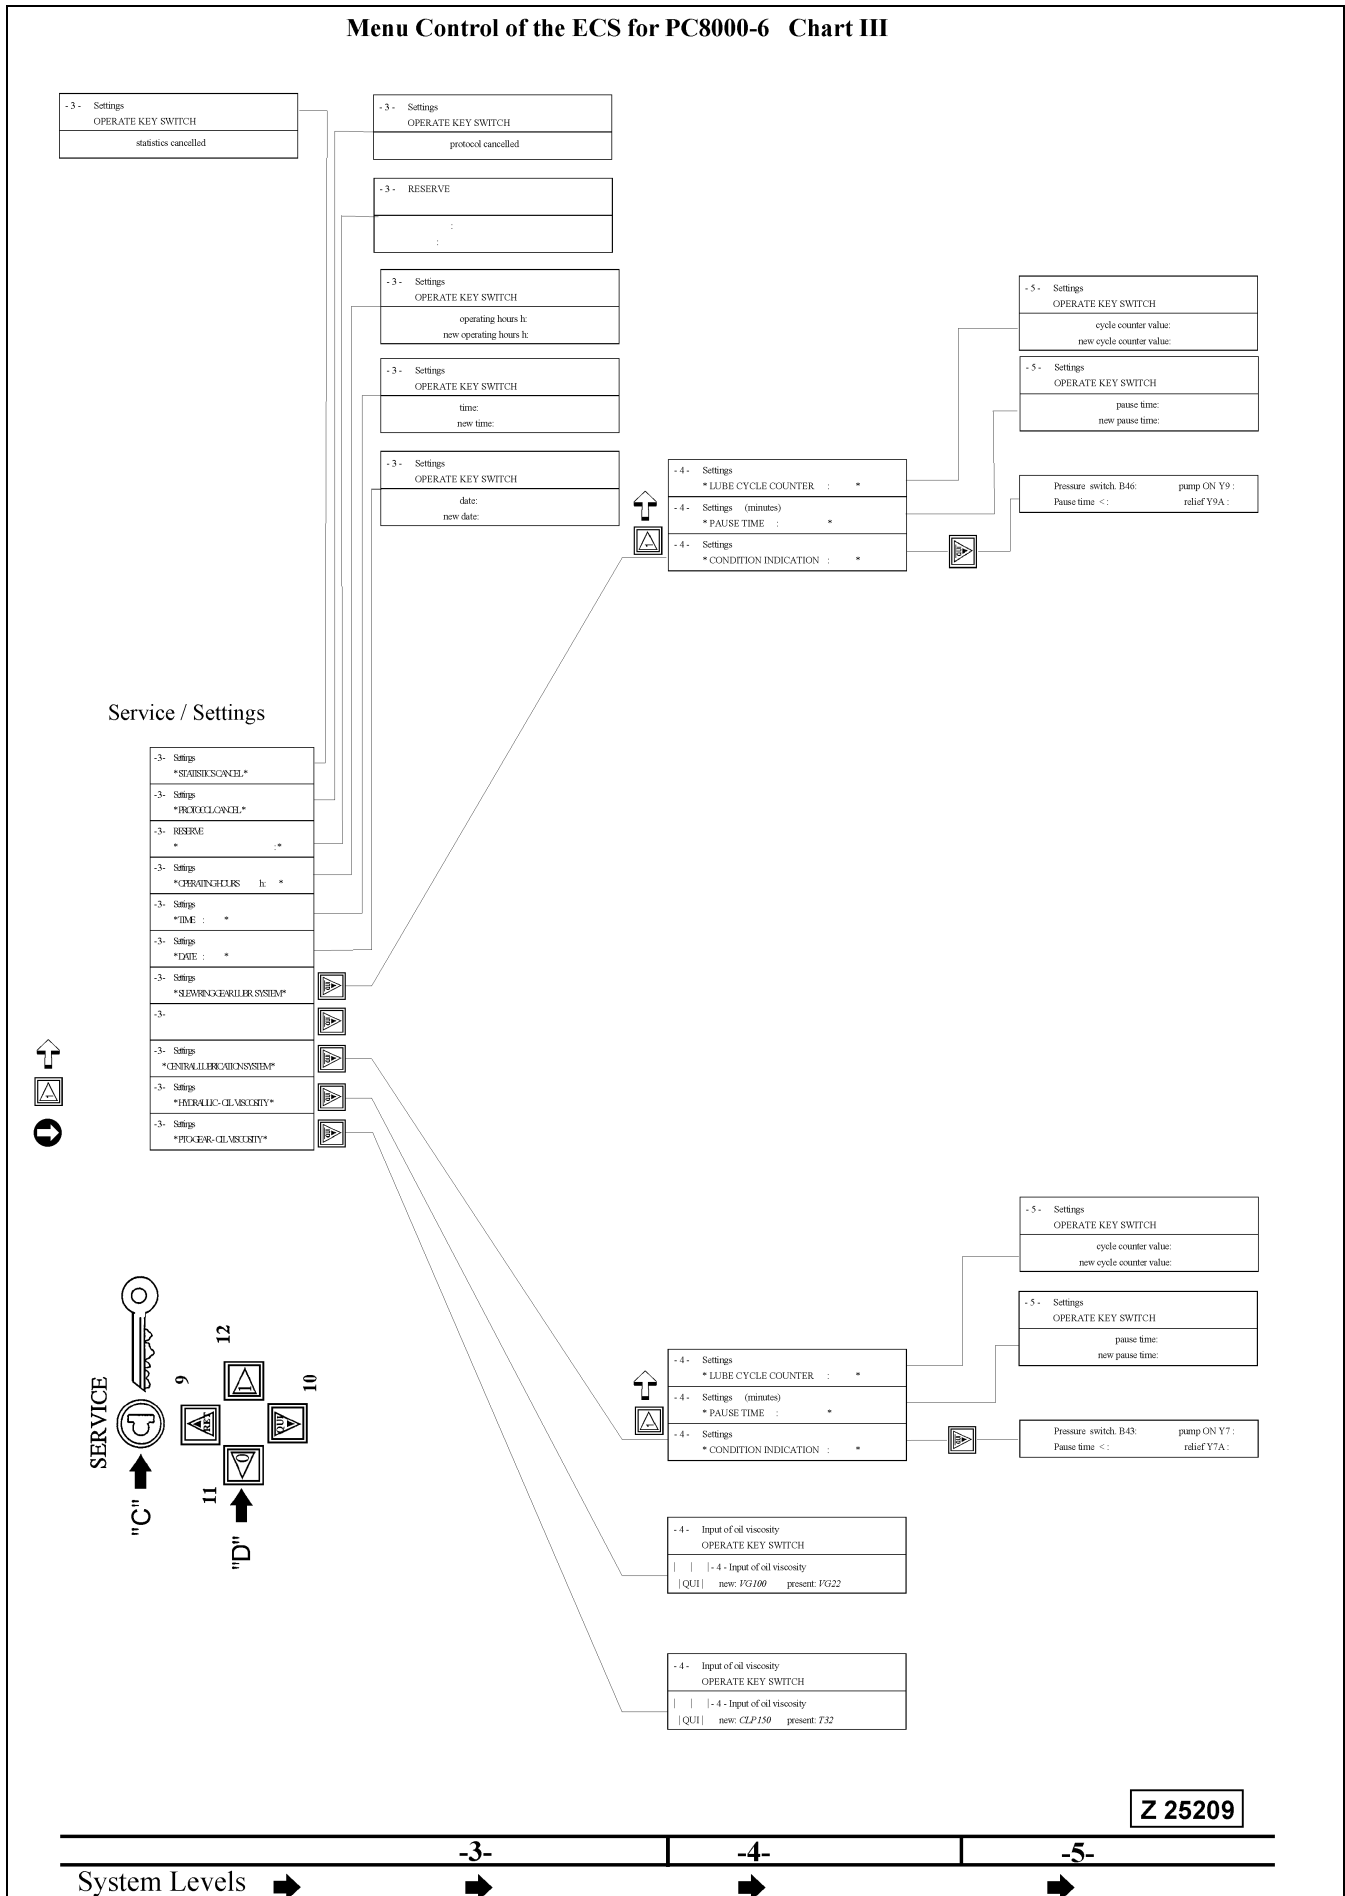 Menu Control of the ECS for PC8000-6 Chart III
- 3 - Settings
OPERATE KEY SWITCH
statistics cancelled
- 3 - Settings
OPERATE KEY SWITCH
protocol cancelled
- 3 - RESERVE
:
:
- 3 - Settings
OPERATE KEY SWITCH
operating hours h:
new operating hours h:
- 3 - Settings
OPERATE KEY SWITCH
time:
new time:
- 3 - Settings
OPERATE KEY SWITCH
date:
new date:
- 5 - Settings
OPERATE KEY SWITCH
cycle counter value:
new cycle counter value:
- 5 - Settings
OPERATE KEY SWITCH
pause time:
new pause time:
- 4 - Settings
* LUBE CYCLE COUNTER : *
- 4 - Settings (minutes)
* PAUSE TIME : *
- 4 - Settings
* CONDITION INDICATION : *
1
Pressure switch. B46: pump ON Y9 :
Pause time < : relief Y9A :
Service / Settings
-3- Settings
* STATISTICS CANCEL *
-3- Settings
* PROTOCOL CANCEL *
-3- RESERVE
* : *
-3- Settings
* OPERATING HOURS h: *
-3- Settings
* TIME : *
-3- Settings
* DATE : *
-3- Settings
* SLEWRING GEAR LUBR. SYSTEM *
-3-
-3- Settings
* CENTRAL LUBRICATION SYSTEM *
-3- Settings
* HYDRAULIC - OIL VISCOSITY *
-3- Settings
* PTO-GEAR - OIL VISCOSITY *
1
- 5 - Settings
OPERATE KEY SWITCH
cycle counter value:
new cycle counter value:
- 5 - Settings
OPERATE KEY SWITCH
pause time:
new pause time:
- 4 - Settings
* LUBE CYCLE COUNTER : *
- 4 - Settings (minutes)
* PAUSE TIME : *
- 4 - Settings
* CONDITION INDICATION : *
1
Pressure switch. B43: pump ON Y7 :
Pause time < : relief Y7A :
SERVICE
"C"
9
RET
12
1
10
QUI
11
0
"D"
- 4 - Input of oil viscosity
OPERATE KEY SWITCH
| | | - 4 - Input of oil viscosity
| QUI | new: VG100 present: VG22
- 4 - Input of oil viscosity
OPERATE KEY SWITCH
| | | - 4 - Input of oil viscosity
| QUI | new: CLP150 present: T32
Z 25209
-3- -4- -5-
System Levels